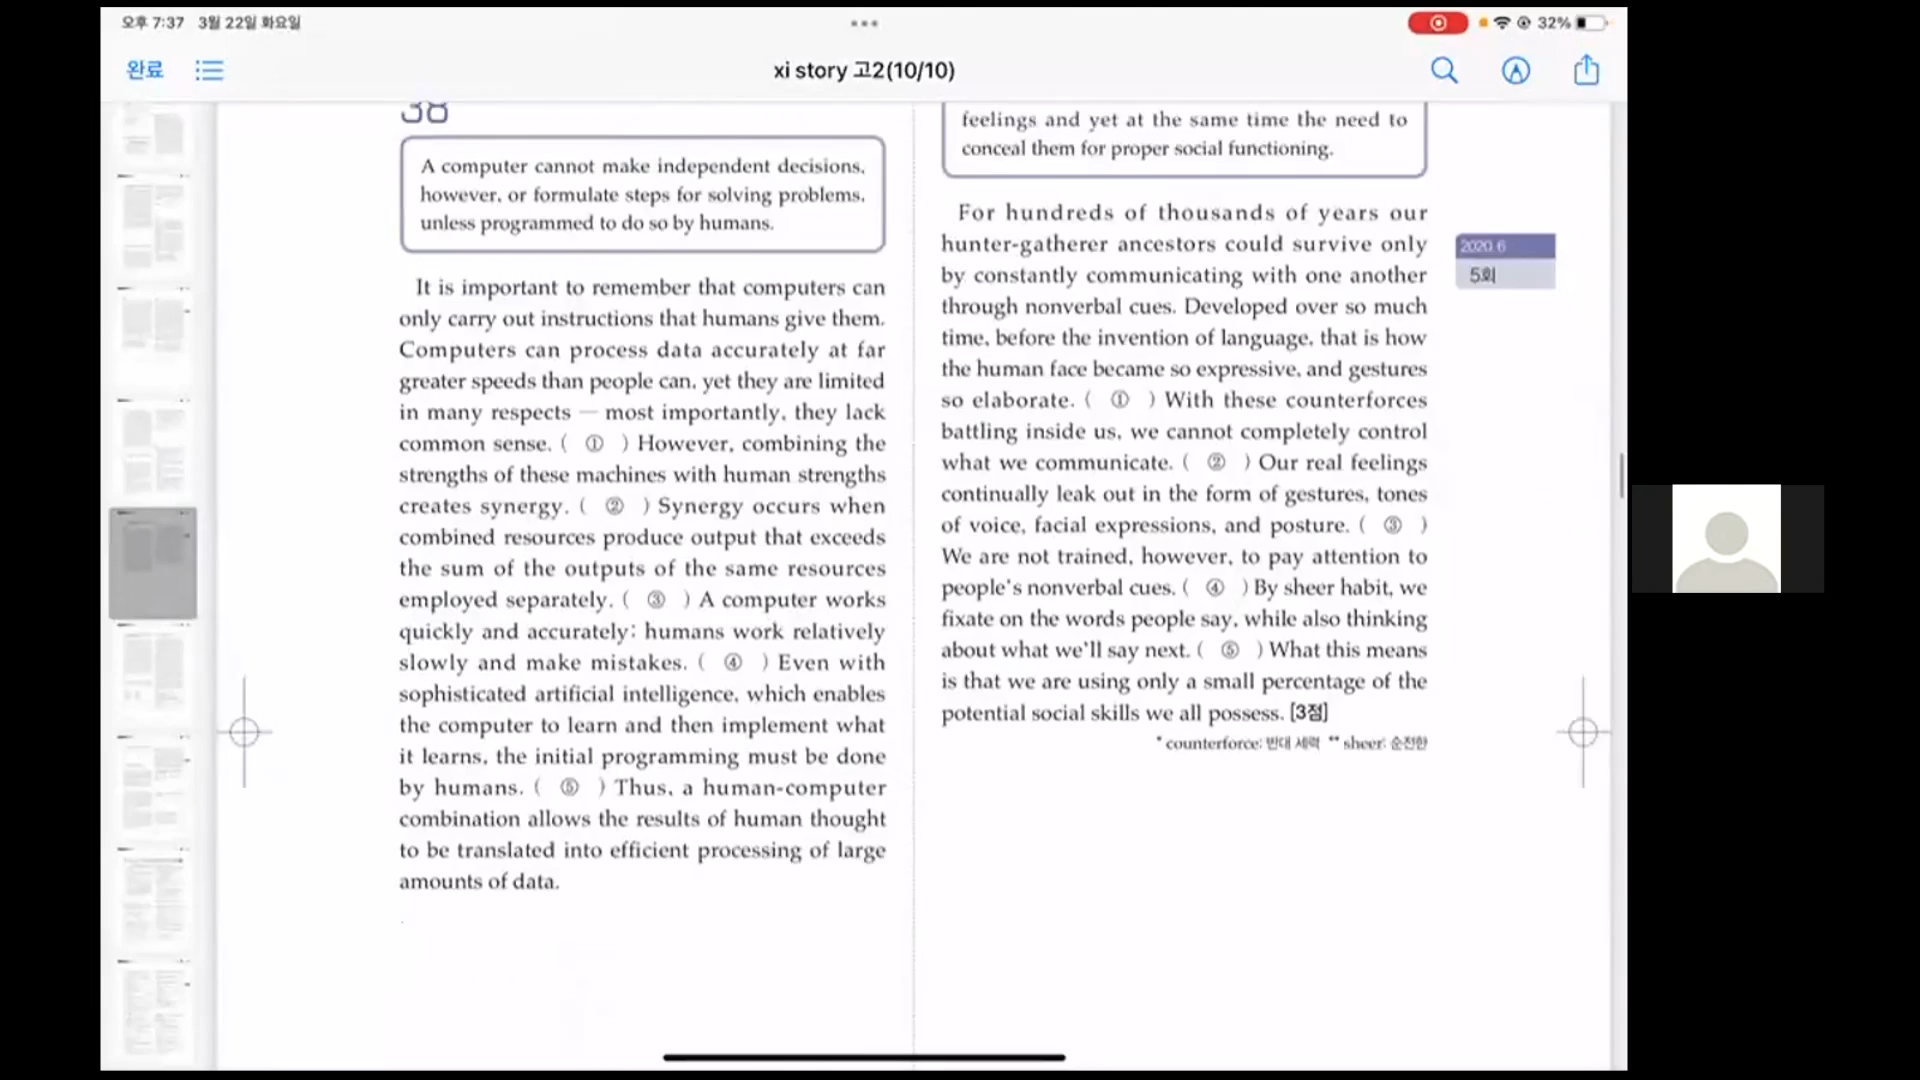 오후 7:37 3월 22일 화요일
32%
완료
xi story 고2(10/10)
38
A computer cannot make independent decisions,
however, or formulate steps for solving problems,
unless programmed to do so by humans.
It is important to remember that computers can
only carry out instructions that humans give them.
Computers can process data accurately at far
greater speeds than people can, yet they are limited
in many respects — most importantly, they lack
common sense. ( ① ) However, combining the
strengths of these machines with human strengths
creates synergy. ( ② ) Synergy occurs when
combined resources produce output that exceeds
the sum of the outputs of the same resources
employed separately. ( ③ ) A computer works
quickly and accurately; humans work relatively
slowly and make mistakes. ( ④ ) Even with
sophisticated artificial intelligence, which enables
the computer to learn and then implement what
it learns, the initial programming must be done
by humans. ( ⑤ ) Thus, a human-computer
combination allows the results of human thought
to be translated into efficient processing of large
amounts of data.
feelings and yet at the same time the need to
conceal them for proper social functioning.
For hundreds of thousands of years our
hunter-gatherer ancestors could survive only
by constantly communicating with one another
through nonverbal cues. Developed over so much
time, before the invention of language, that is how
the human face became so expressive, and gestures
so elaborate. ( ① ) With these counterforces
battling inside us, we cannot completely control
what we communicate. ( ② ) Our real feelings
continually leak out in the form of gestures, tones
of voice, facial expressions, and posture. ( ③ )
We are not trained, however, to pay attention to
people's nonverbal cues. ( ④ ) By sheer habit, we
fixate on the words people say, while also thinking
about what we'll say next. ( ⑤ ) What this means
is that we are using only a small percentage of the
potential social skills we all possess. [3점]
* counterforce: 반대 세력 ** sheer: 순전한
2020.6
5회